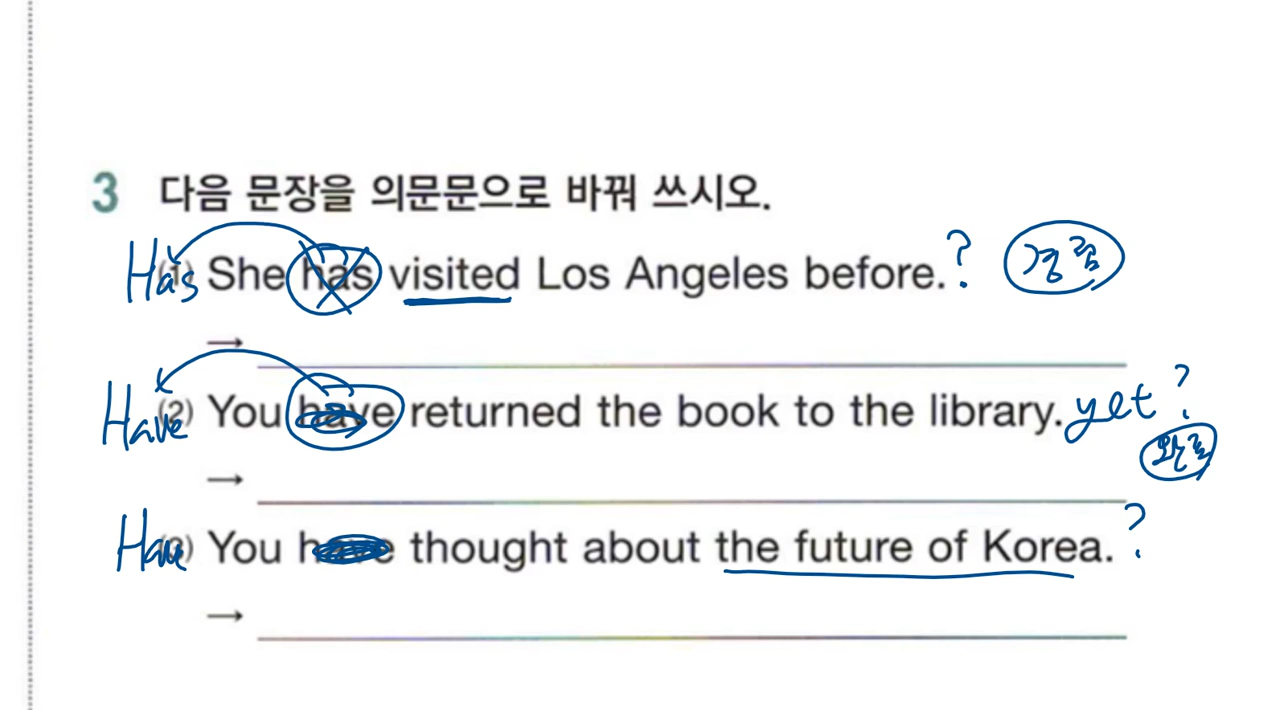 3 다음 문장을 의문문으로 바꿔 쓰시오.
Has (1) She has visited Los Angeles before. ? 경험
→
Have (2) You have returned the book to the library. yet ?
완료
→
Have (3) You have thought about the future of Korea. ?
→